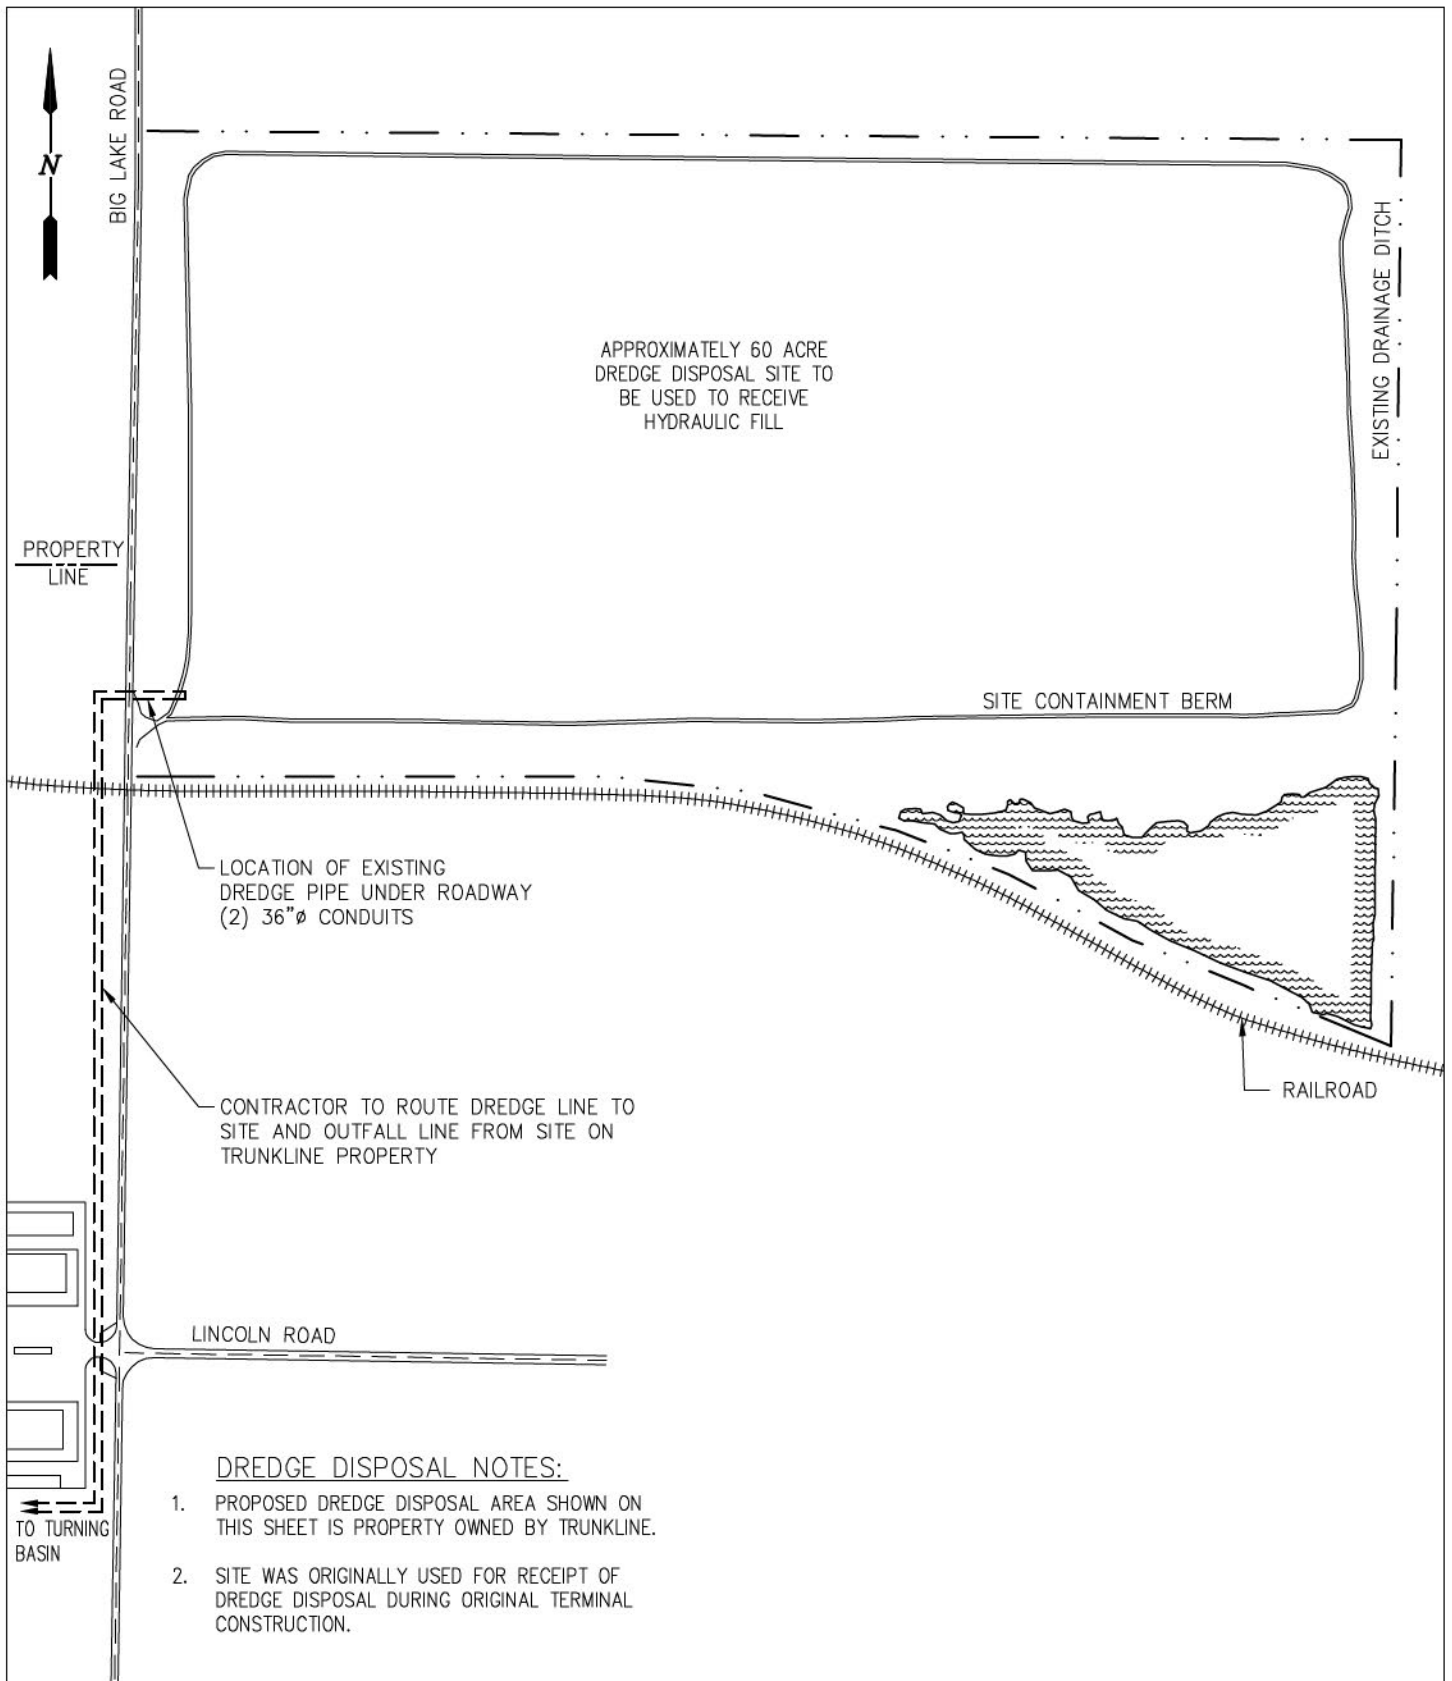 BIG LAKE ROAD
N
EXISTING DRAINAGE DITCH
APPROXIMATELY 60 ACRE
DREDGE DISPOSAL SITE TO
BE USED TO RECEIVE
HYDRAULIC FILL
PROPERTY
LINE
SITE CONTAINMENT BERM
LOCATION OF EXISTING
DREDGE PIPE UNDER ROADWAY
(2) 36"ø CONDUITS
RAILROAD
CONTRACTOR TO ROUTE DREDGE LINE TO
SITE AND OUTFALL LINE FROM SITE ON
TRUNKLINE PROPERTY
LINCOLN ROAD
TO TURNING
BASIN
DREDGE DISPOSAL NOTES:
1. PROPOSED DREDGE DISPOSAL AREA SHOWN ON
THIS SHEET IS PROPERTY OWNED BY TRUNKLINE.
2. SITE WAS ORIGINALLY USED FOR RECEIPT OF
DREDGE DISPOSAL DURING ORIGINAL TERMINAL
CONSTRUCTION.